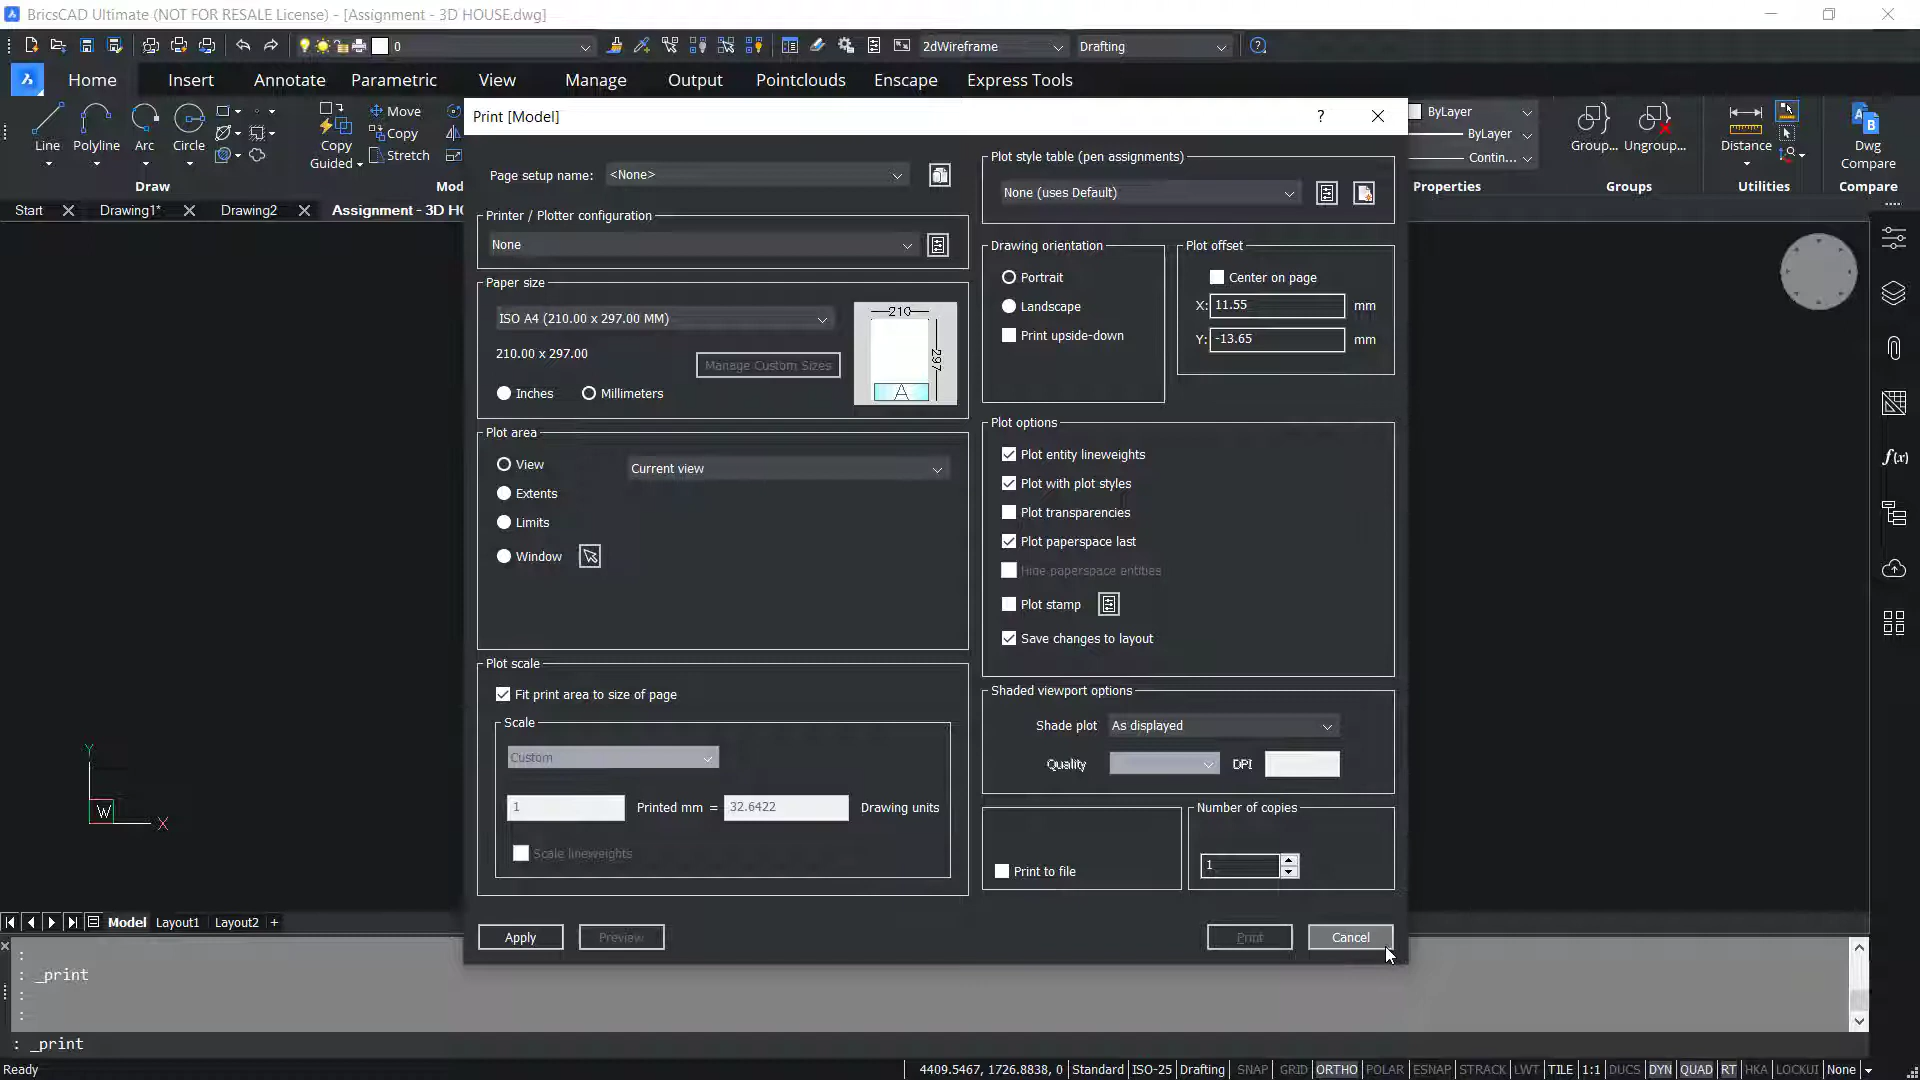 BricsCAD Ultimate (NOT FOR RESALE License) - [Assignment - 3D HOUSE.dwg]
0
2dWireframe
Drafting
Home Insert Annotate Parametric View Manage Output Pointclouds Enscape Express Tools
Line Polyline Arc Circle
Copy Guided
Move
Copy
Stretch
Draw
Mod
ByLayer
ByLayer
Contin...
Properties
Group... Ungroup...
Groups
Distance
Utilities
Dwg Compare
Compare
Start Drawing1* Drawing2 Assignment - 3D HO
Print [Model]
?
Page setup name: <None>
Printer / Plotter configuration
None
Paper size
ISO A4 (210.00 x 297.00 MM)
210.00 x 297.00
Manage Custom Sizes
Inches Millimeters
210
297
A
Plot area
View
Current view
Extents
Limits
Window
Plot scale
Fit print area to size of page
Scale
Custom
1 Printed mm = 32.6422 Drawing units
Scale lineweights
Plot style table (pen assignments)
None (uses Default)
Drawing orientation
Portrait
Landscape
Print upside-down
Plot offset
Center on page
X: 11.55 mm
Y: -13.65 mm
Plot options
Plot entity lineweights
Plot with plot styles
Plot transparencies
Plot paperspace last
Hide paperspace entities
Plot stamp
Save changes to layout
Shaded viewport options
Shade plot As displayed
Quality DPI
Print to file
Number of copies
1
Apply Preview Print Cancel
f(x)
Y
W
X
Model Layout1 Layout2 +
:
: _print
:
:
: _print
Ready
4409.5467, 1726.8838, 0 Standard ISO-25 Drafting SNAP GRID ORTHO POLAR ESNAP STRACK LWT TILE 1:1 DUCS DYN QUAD RT HKA LOCKUI None